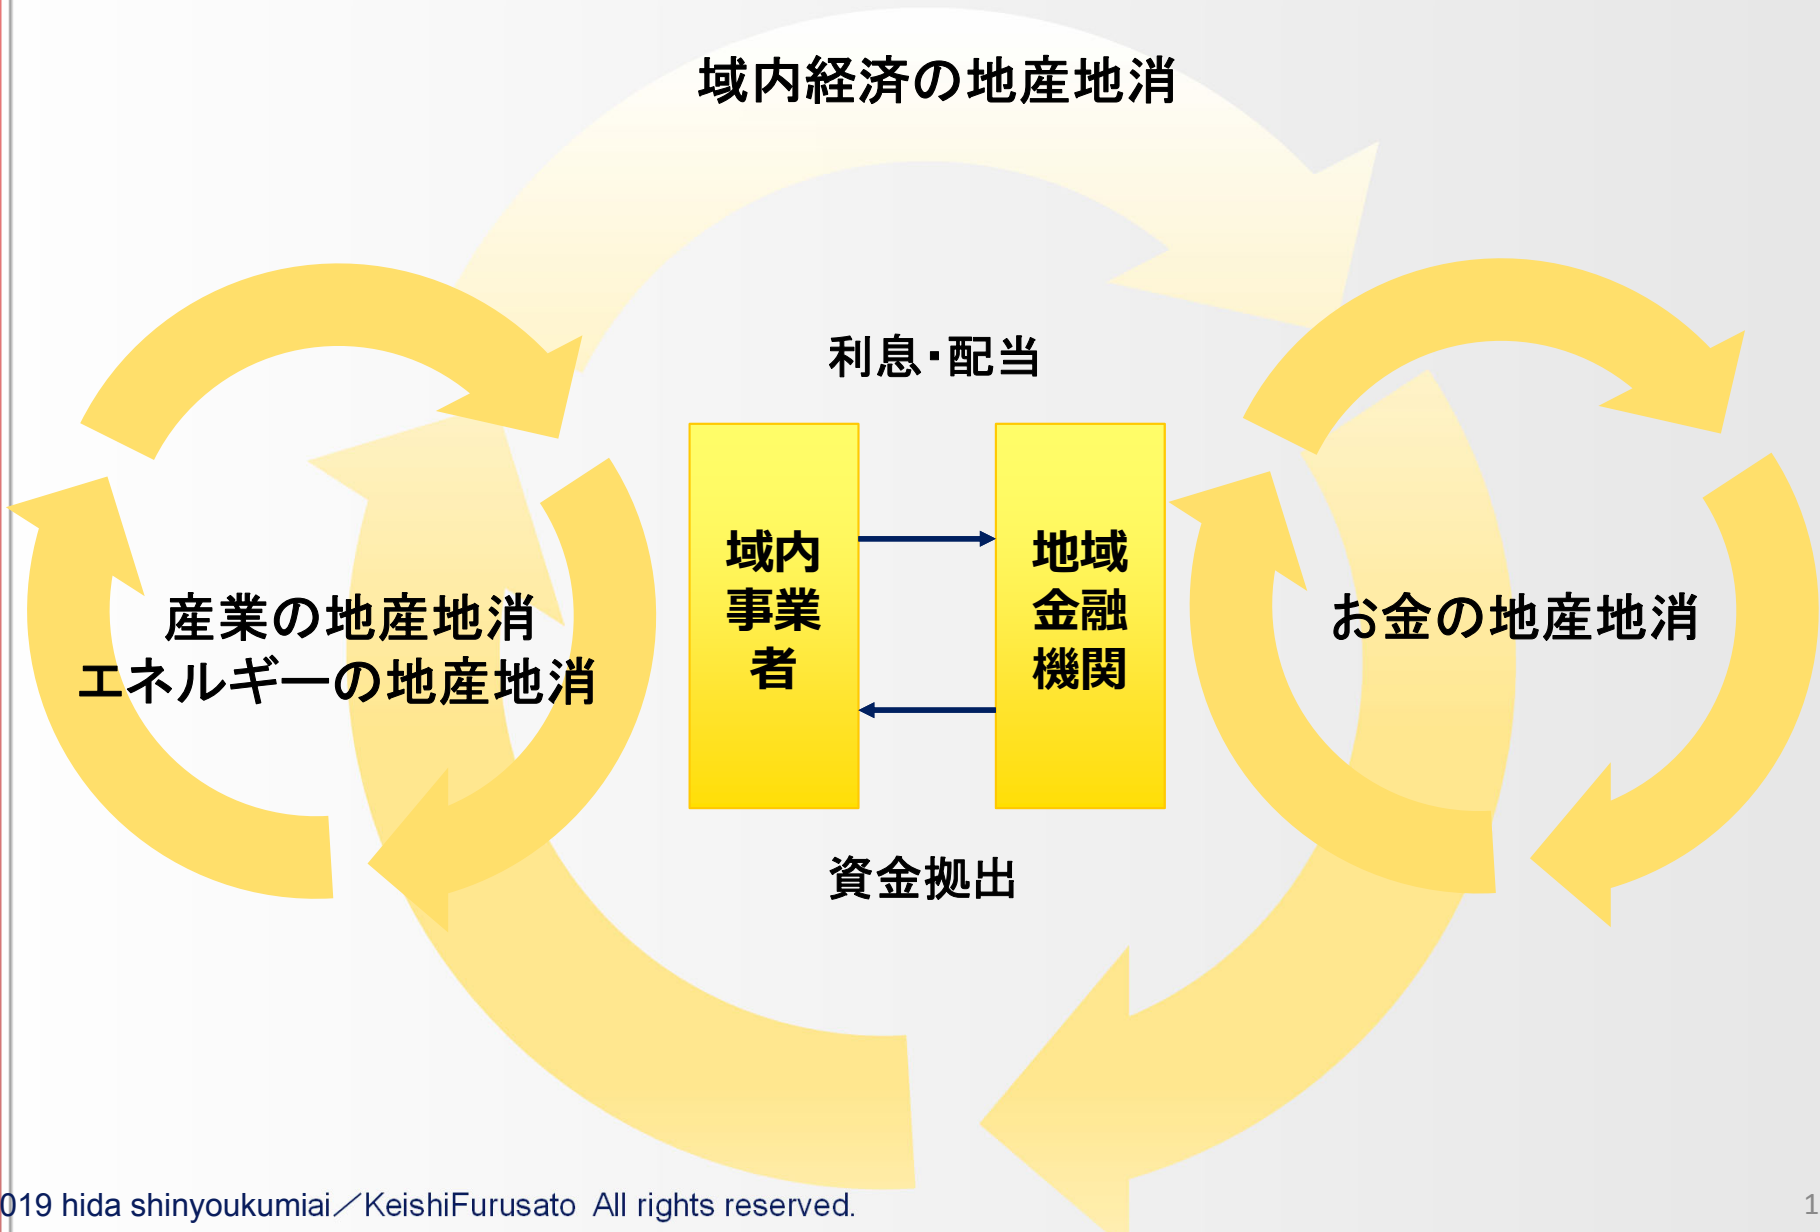 域内経済の地産地消
利息・配当
域内
事業
者
地域
金融
機関
産業の地産地消
エネルギーの地産地消
お金の地産地消
資金拠出
019 hida shinyoukumiai／KeishiFurusato All rights reserved.
1